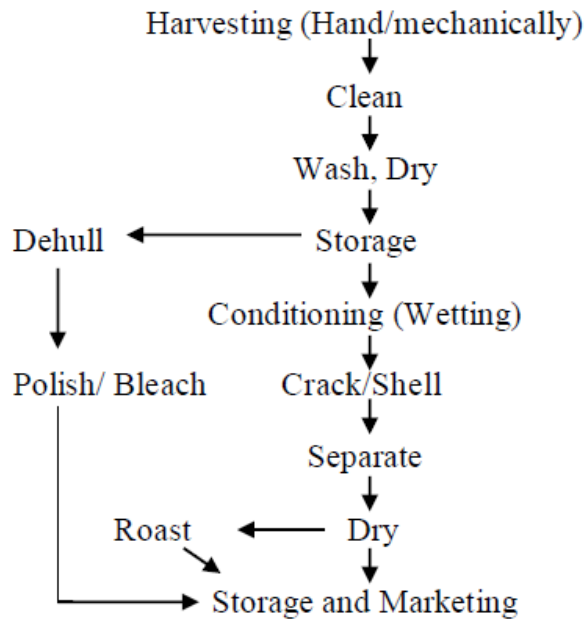 Harvesting (Hand/mechanically)
Clean
Wash, Dry
Dehull
Storage
Conditioning (Wetting)
Polish/ Bleach
Crack/Shell
Separate
Roast
Dry
Storage and Marketing